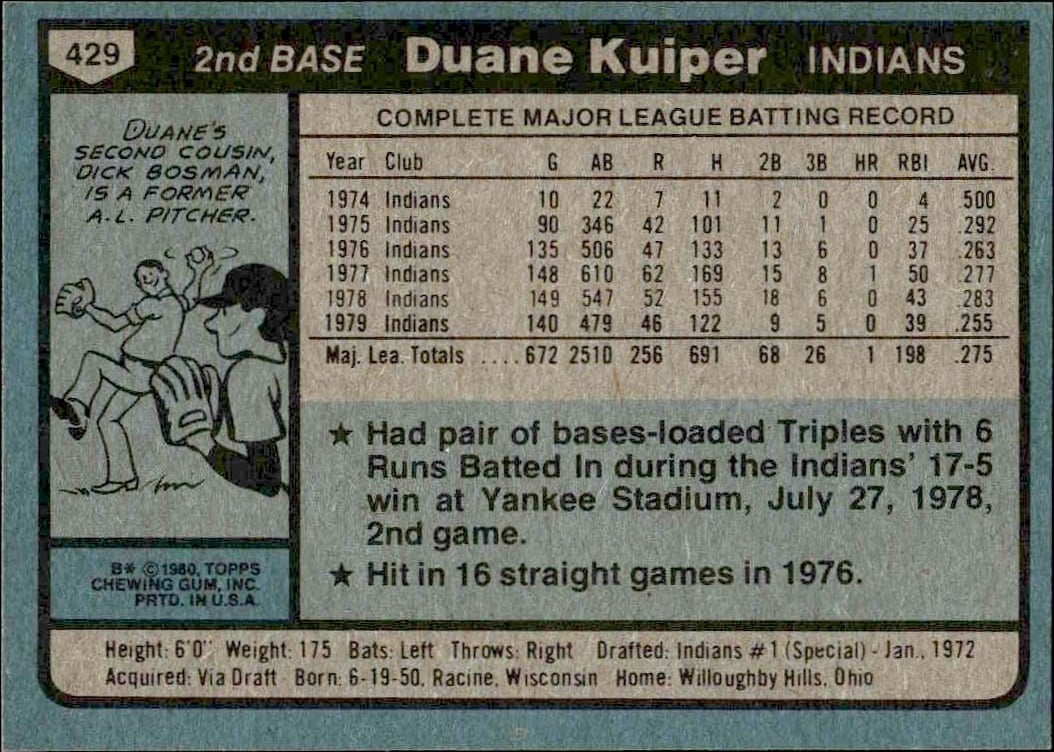 429 2nd BASE Duane Kuiper INDIANS
DUANE'S
SECOND COUSIN,
DICK BOSMAN,
IS A FORMER
A.L. PITCHER.
B* ©1980, TOPPS
CHEWING GUM, INC.
PRTD. IN U.S.A.
COMPLETE MAJOR LEAGUE BATTING RECORD
Year Club G AB R H 2B 3B HR RBI AVG.
1974 Indians 10 22 7 11 2 0 0 4 .500
1975 Indians 90 346 42 101 11 1 0 25 .292
1976 Indians 135 506 47 133 13 6 0 37 .263
1977 Indians 148 610 62 169 15 8 1 50 .277
1978 Indians 149 547 52 155 18 6 0 43 .283
1979 Indians 140 479 46 122 9 5 0 39 .255
Maj. Lea. Totals ....672 2510 256 691 68 26 1 198 .275
★ Had pair of bases-loaded Triples with 6
Runs Batted In during the Indians' 17-5
win at Yankee Stadium, July 27, 1978,
2nd game.
★ Hit in 16 straight games in 1976.
Height: 6'0" Weight: 175 Bats: Left Throws: Right Drafted: Indians #1 (Special) - Jan., 1972
Acquired: Via Draft Born: 6-19-50, Racine, Wisconsin Home: Willoughby Hills, Ohio